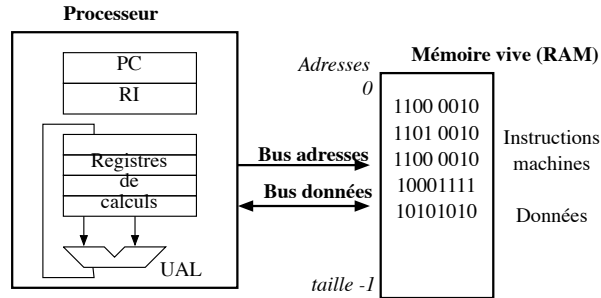 Processeur
PC
RI
Registres
de
calculs
UAL
Bus adresses
Bus données
Mémoire vive (RAM)
Adresses
0
1100 0010
1101 0010
1100 0010
10001111
10101010
taille -1
Instructions
machines
Données